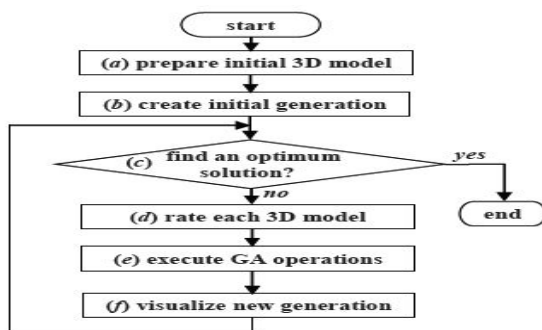 start
(a) prepare initial 3D model
(b) create initial generation
(c) find an optimum
solution?
yes
no
(d) rate each 3D model
end
(e) execute GA operations
(f) visualize new generation